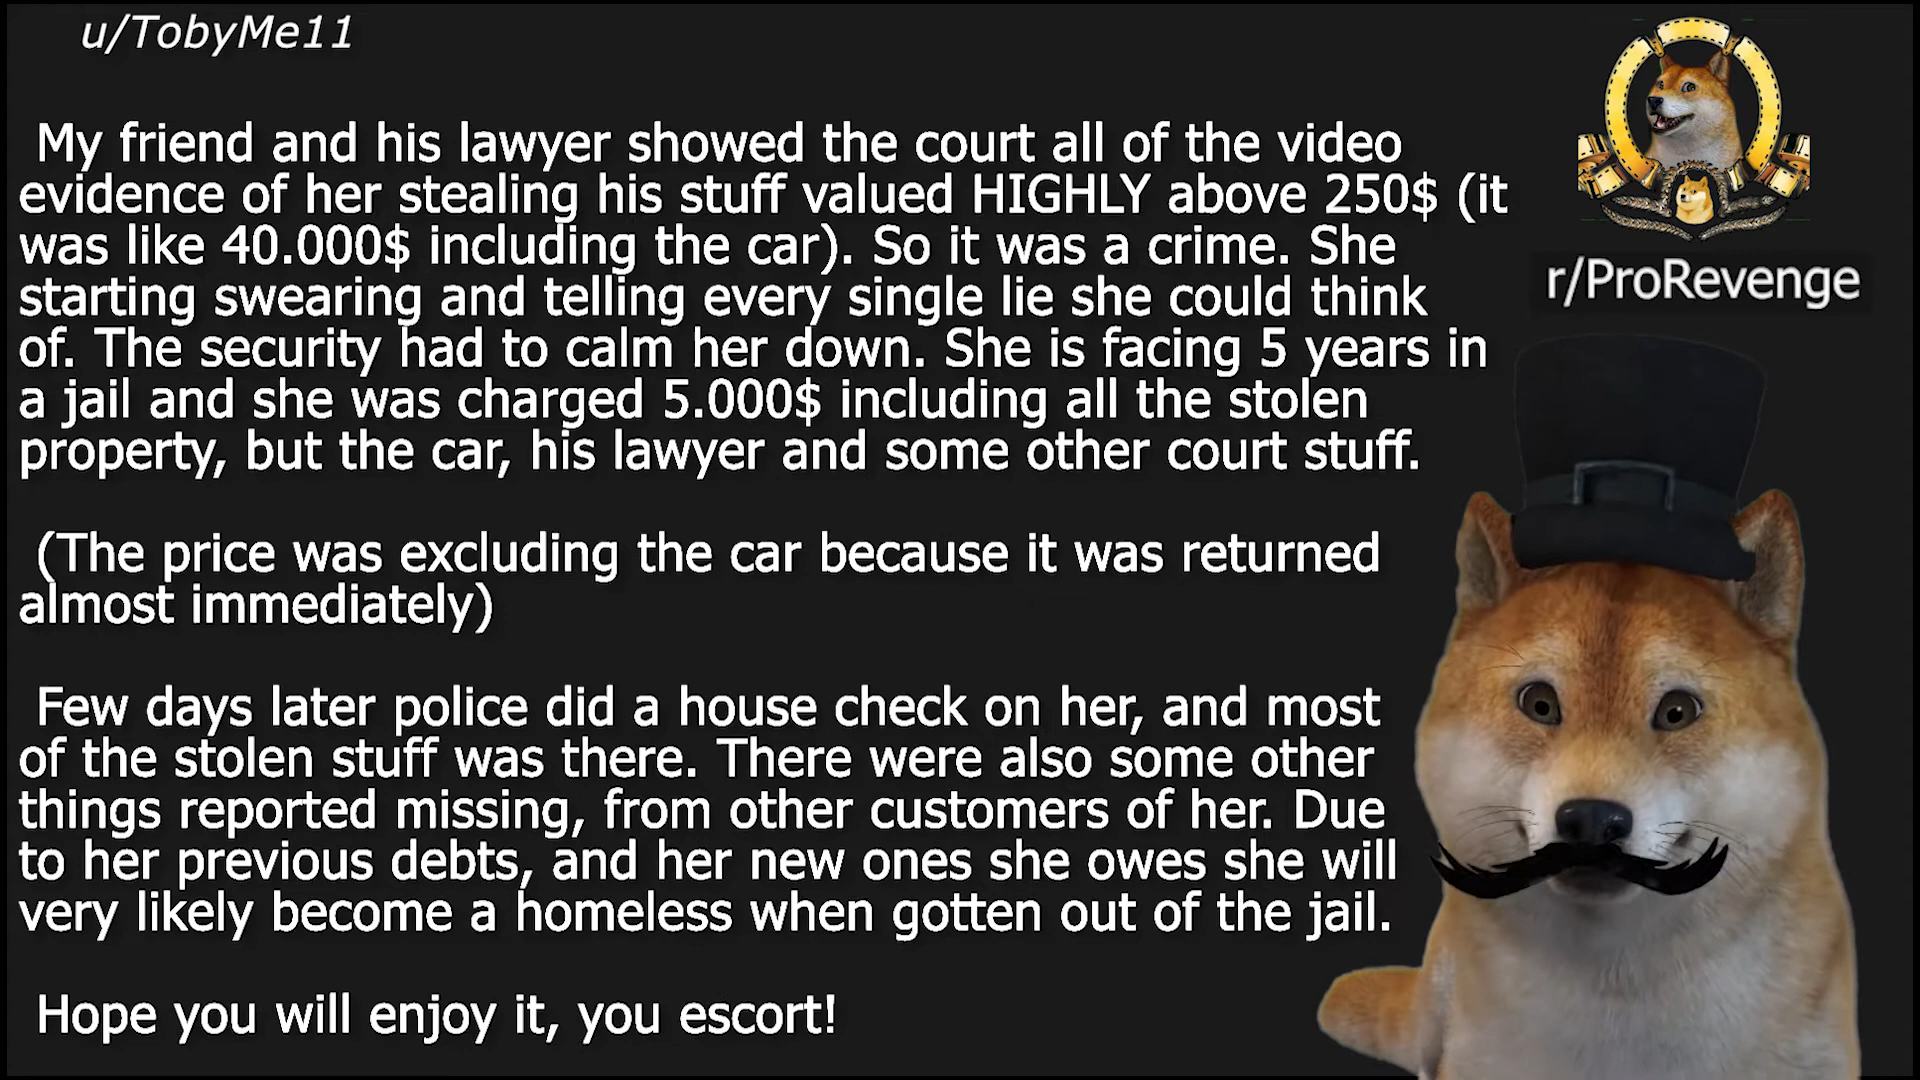 u/TobyMe11
My friend and his lawyer showed the court all of the video
evidence of her stealing his stuff valued HIGHLY above 250$ (it
was like 40.000$ including the car). So it was a crime. She
starting swearing and telling every single lie she could think
of. The security had to calm her down. She is facing 5 years in
a jail and she was charged 5.000$ including all the stolen
property, but the car, his lawyer and some other court stuff.
(The price was excluding the car because it was returned
almost immediately)
Few days later police did a house check on her, and most
of the stolen stuff was there. There were also some other
things reported missing, from other customers of her. Due
to her previous debts, and her new ones she owes she will
very likely become a homeless when gotten out of the jail.
Hope you will enjoy it, you escort!
r/ProRevenge